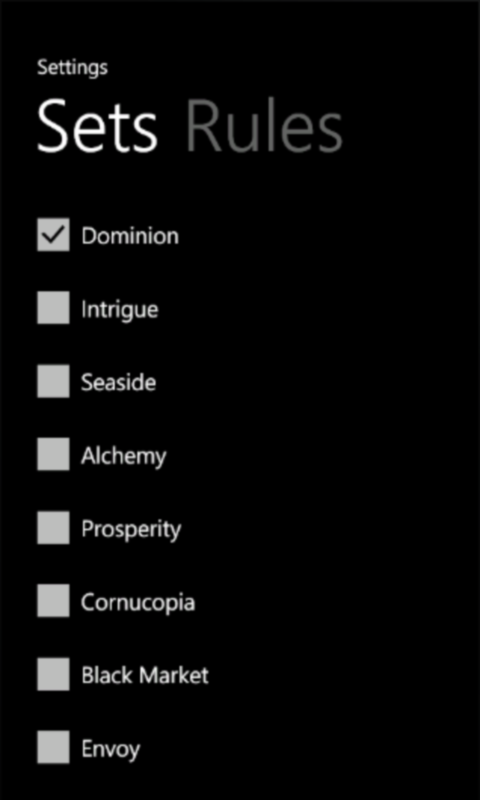 Settings
Sets Rules
Dominion
Intrigue
Seaside
Alchemy
Prosperity
Cornucopia
Black Market
Envoy